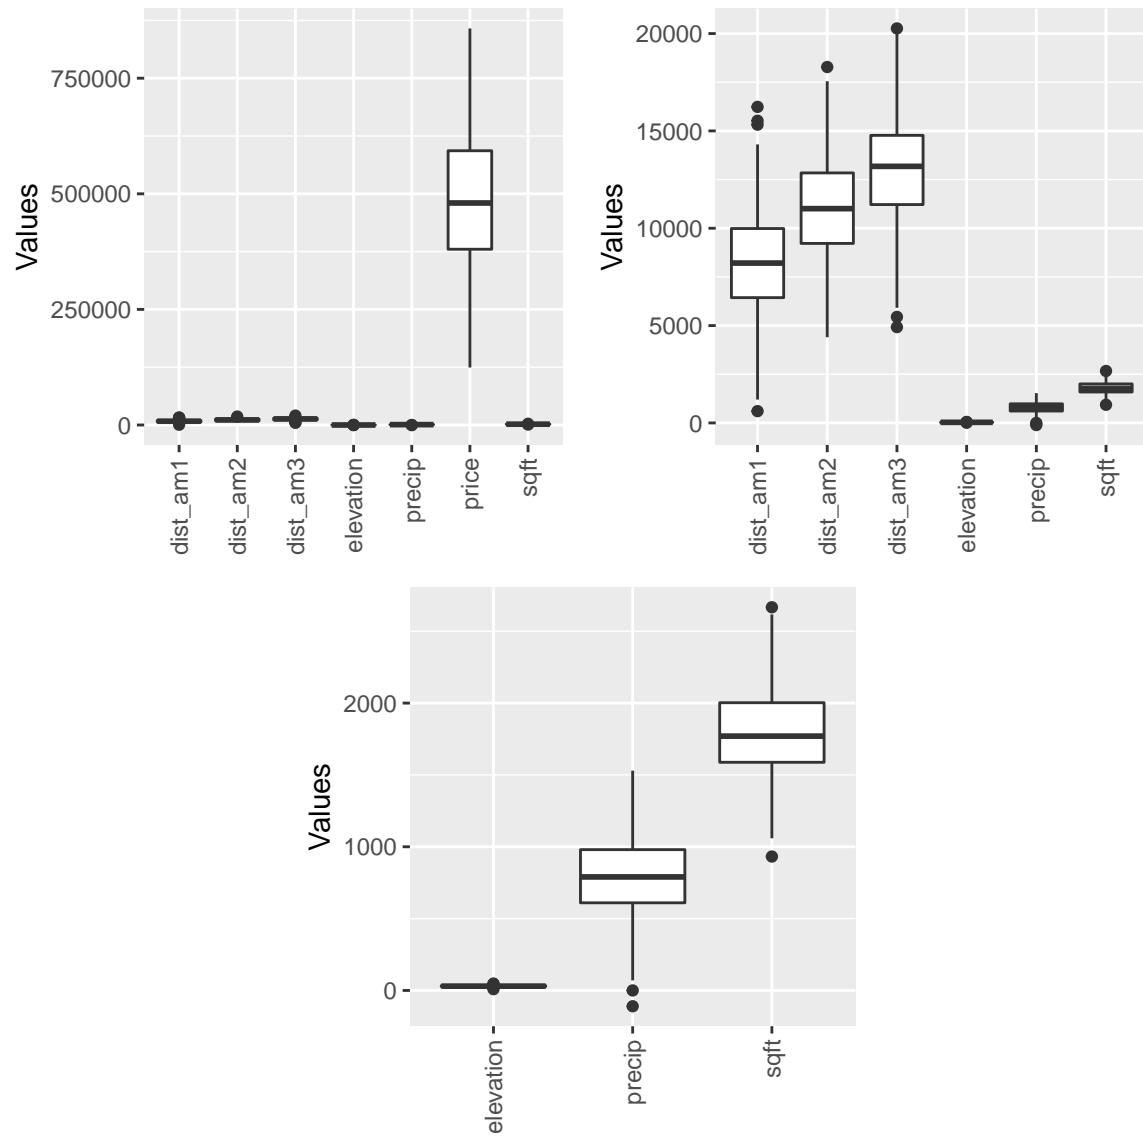 Values
750000
500000
250000
0
dist_am1
dist_am2
dist_am3
elevation
precip
price
sqft
Values
20000
15000
10000
5000
0
dist_am1
dist_am2
dist_am3
elevation
precip
sqft
Values
2000
1000
0
elevation
precip
sqft